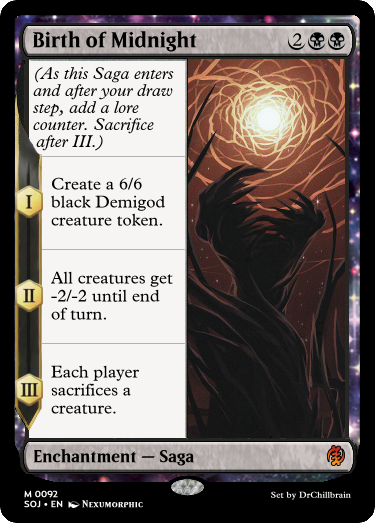 Birth of Midnight 2
(As this Saga enters
and after your draw
step, add a lore
counter. Sacrifice
after III.)
I
Create a 6/6
black Demigod
creature token.
II
All creatures get
-2/-2 until end
of turn.
III
Each player
sacrifices a
creature.
Enchantment — Saga
M 0092
SOJ • EN Nexumorphic
Set by DrChillbrain